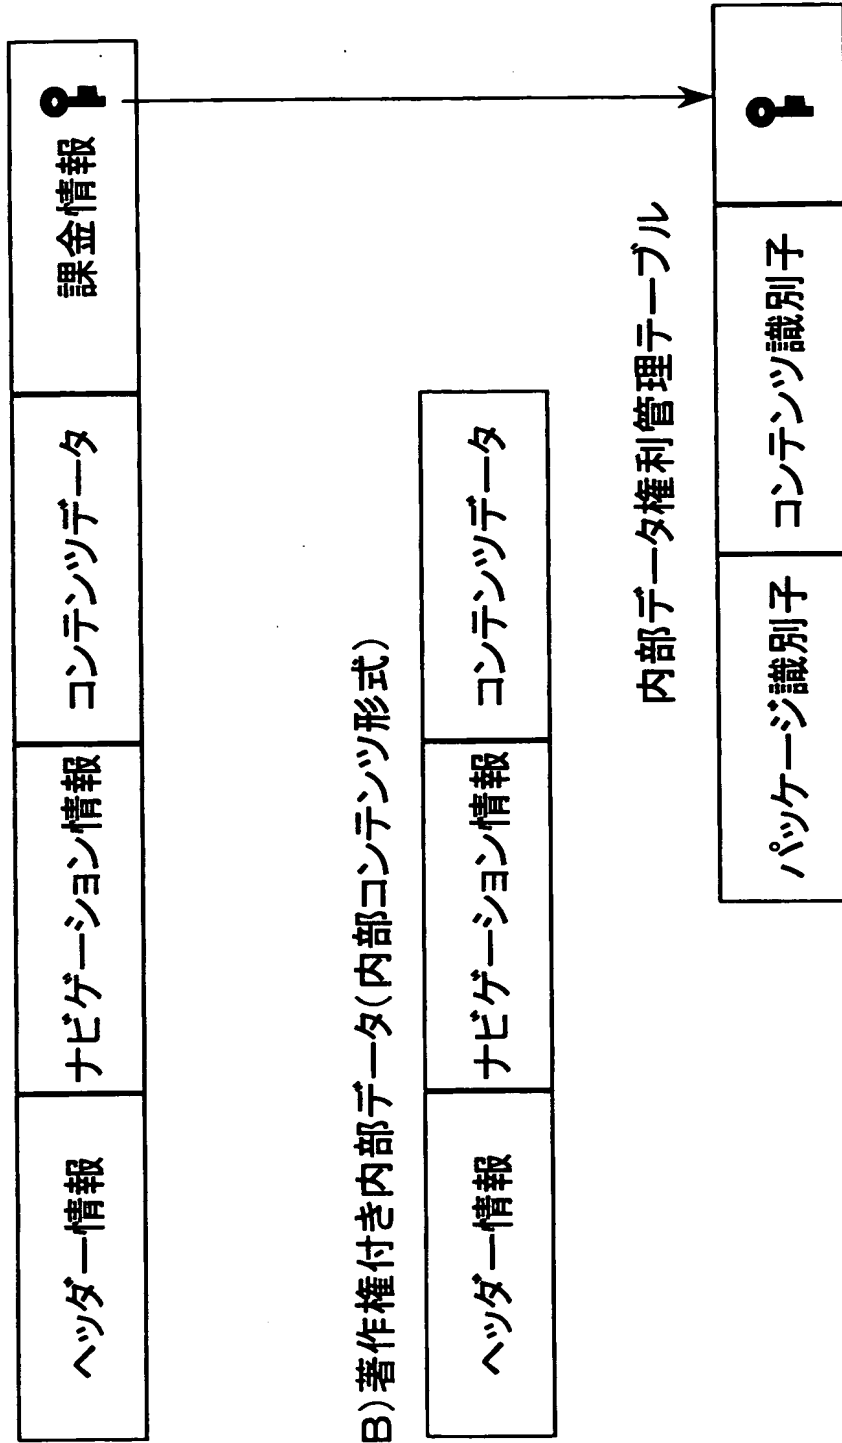 ヘッダー情報 ナビゲーション情報 コンテンツデータ 課金情報
B)著作権付き内部データ(内部コンテンツ形式)
ヘッダー情報 ナビゲーション情報 コンテンツデータ
内部データ権利管理テーブル
パッケージ識別子 コンテンツ識別子